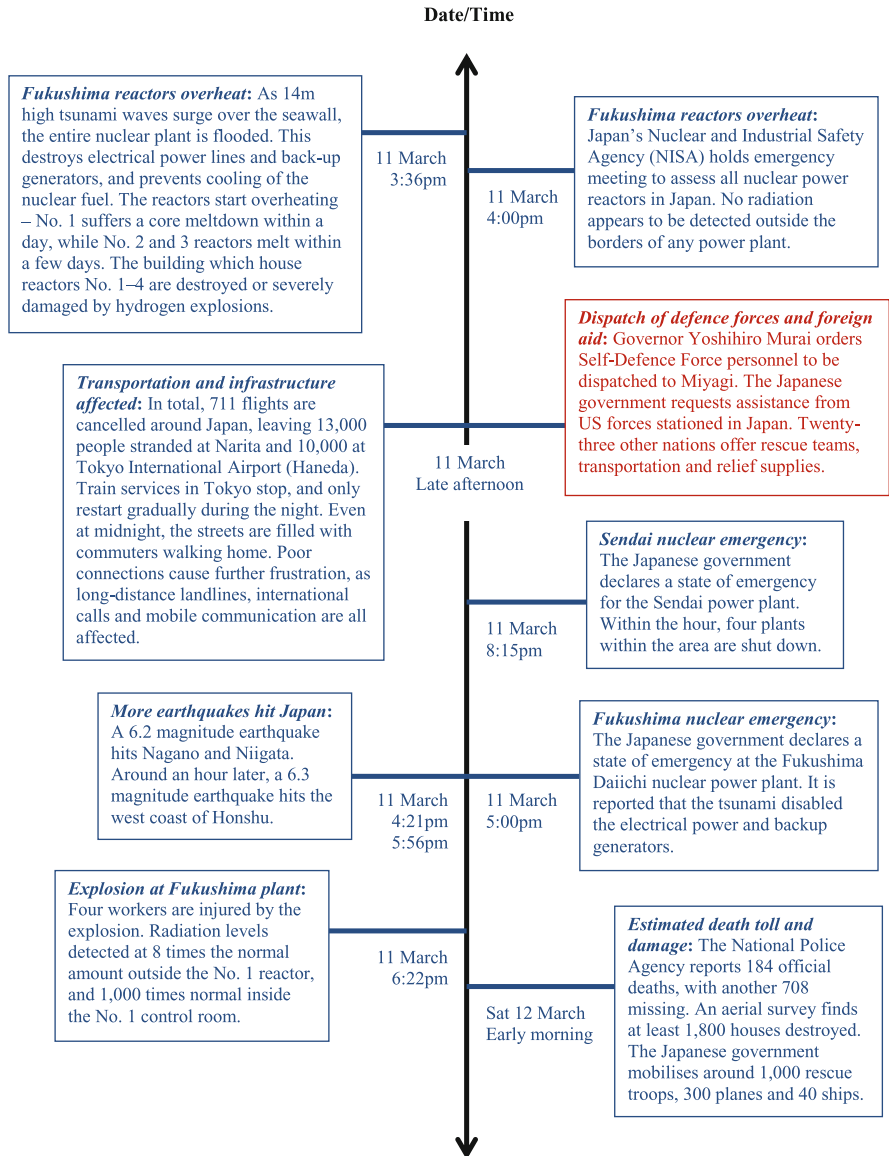 Date/Time
Fukushima reactors overheat: As 14m
high tsunami waves surge over the seawall,
the entire nuclear plant is flooded. This
destroys electrical power lines and back-up
generators, and prevents cooling of the
nuclear fuel. The reactors start overheating
– No. 1 suffers a core meltdown within a
day, while No. 2 and 3 reactors melt within
a few days. The building which house
reactors No. 1–4 are destroyed or severely
damaged by hydrogen explosions.
11 March
3:36pm
Fukushima reactors overheat:
Japan’s Nuclear and Industrial Safety
Agency (NISA) holds emergency
meeting to assess all nuclear power
reactors in Japan. No radiation
appears to be detected outside the
borders of any power plant.
11 March
4:00pm
Transportation and infrastructure
affected: In total, 711 flights are
cancelled around Japan, leaving 13,000
people stranded at Narita and 10,000 at
Tokyo International Airport (Haneda).
Train services in Tokyo stop, and only
restart gradually during the night. Even
at midnight, the streets are filled with
commuters walking home. Poor
connections cause further frustration, as
long-distance landlines, international
calls and mobile communication are all
affected.
Dispatch of defence forces and foreign
aid: Governor Yoshihiro Murai orders
Self-Defence Force personnel to be
dispatched to Miyagi. The Japanese
government requests assistance from
US forces stationed in Japan. Twenty-
three other nations offer rescue teams,
transportation and relief supplies.
11 March
Late afternoon
Sendai nuclear emergency:
The Japanese government
declares a state of emergency
for the Sendai power plant.
Within the hour, four plants
within the area are shut down.
11 March
8:15pm
More earthquakes hit Japan:
A 6.2 magnitude earthquake
hits Nagano and Niigata.
Around an hour later, a 6.3
magnitude earthquake hits the
west coast of Honshu.
11 March
4:21pm
5:56pm
Fukushima nuclear emergency:
The Japanese government declares a
state of emergency at the Fukushima
Daiichi nuclear power plant. It is
reported that the tsunami disabled
the electrical power and backup
generators.
11 March
5:00pm
Explosion at Fukushima plant:
Four workers are injured by the
explosion. Radiation levels
detected at 8 times the normal
amount outside the No. 1 reactor,
and 1,000 times normal inside
the No. 1 control room.
11 March
6:22pm
Estimated death toll and
damage: The National Police
Agency reports 184 official
deaths, with another 708
missing. An aerial survey finds
at least 1,800 houses destroyed.
The Japanese government
mobilises around 1,000 rescue
troops, 300 planes and 40 ships.
Sat 12 March
Early morning